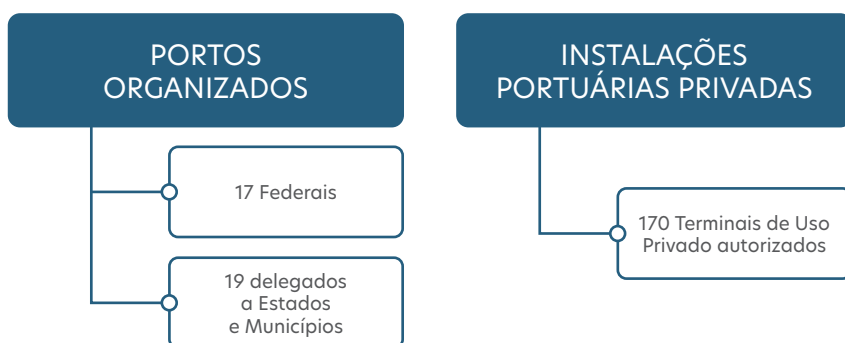 PORTOS
ORGANIZADOS
17 Federais
19 delegados
a Estados
e Municípios
INSTALAÇÕES
PORTUÁRIAS PRIVADAS
170 Terminais de Uso
Privado autorizados